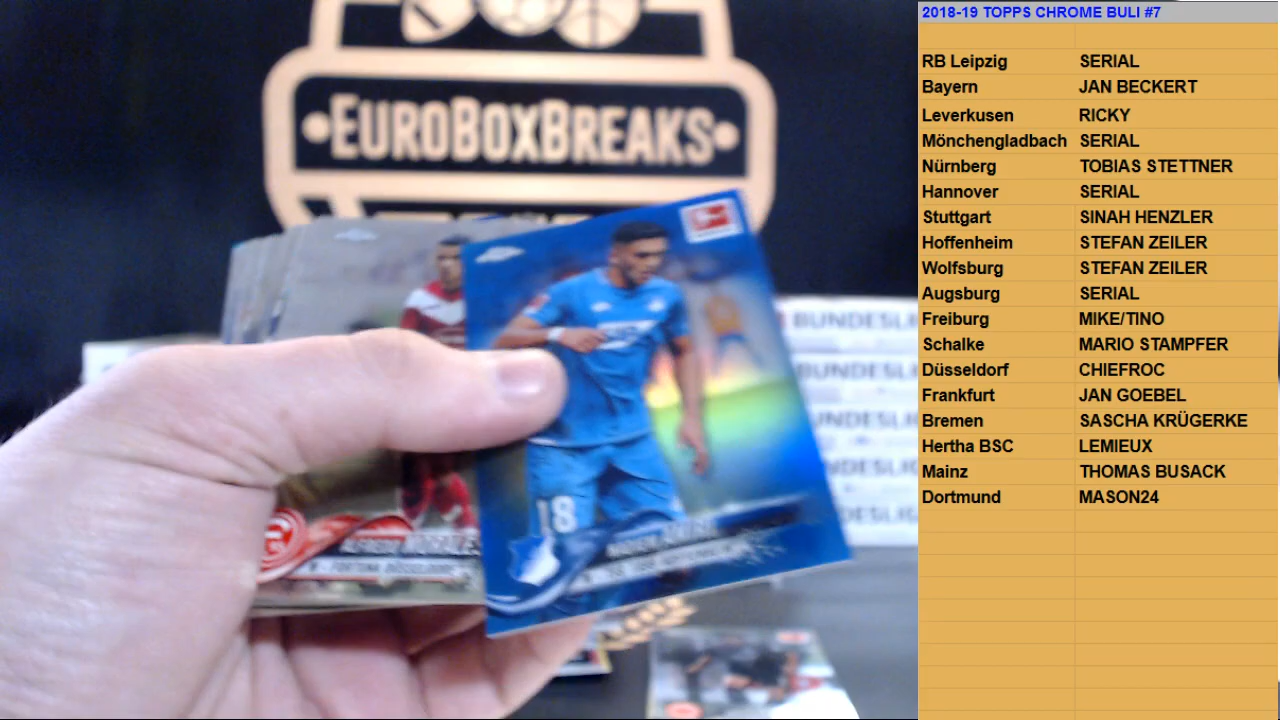 2018-19 TOPPS CHROME BULI #7
RB Leipzig SERIAL
Bayern JAN BECKERT
Leverkusen RICKY
Mönchengladbach SERIAL
Nürnberg TOBIAS STETTNER
Hannover SERIAL
Stuttgart SINAH HENZLER
Hoffenheim STEFAN ZEILER
Wolfsburg STEFAN ZEILER
Augsburg SERIAL
Freiburg MIKE/TINO
Schalke MARIO STAMPFER
Düsseldorf CHIEFROC
Frankfurt JAN GOEBEL
Bremen SASCHA KRÜGERKE
Hertha BSC LEMIEUX
Mainz THOMAS BUSACK
Dortmund MASON24
EUROBOXBREAKS
BUNDESLI
BUNDESLI
BUNDESLI
18
FORTUNA DÜSSELDORF